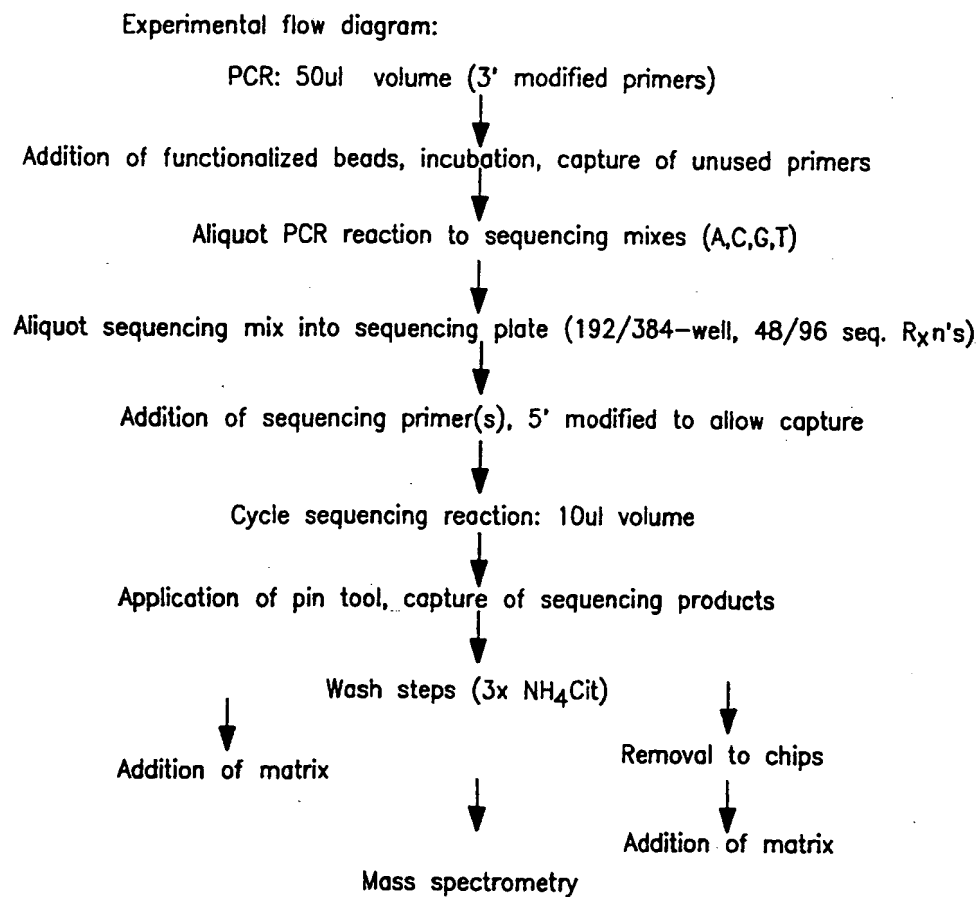 Experimental flow diagram:
PCR: 50ul volume (3' modified primers)
Addition of functionalized beads, incubation, capture of unused primers
Aliquot PCR reaction to sequencing mixes (A,C,G,T)
Aliquot sequencing mix into sequencing plate (192/384-well, 48/96 seq. RXn's)
Addition of sequencing primer(s), 5' modified to allow capture
Cycle sequencing reaction: 10ul volume
Application of pin tool, capture of sequencing products
Wash steps (3x NH4Cit)
Addition of matrix
Removal to chips
Addition of matrix
Mass spectrometry